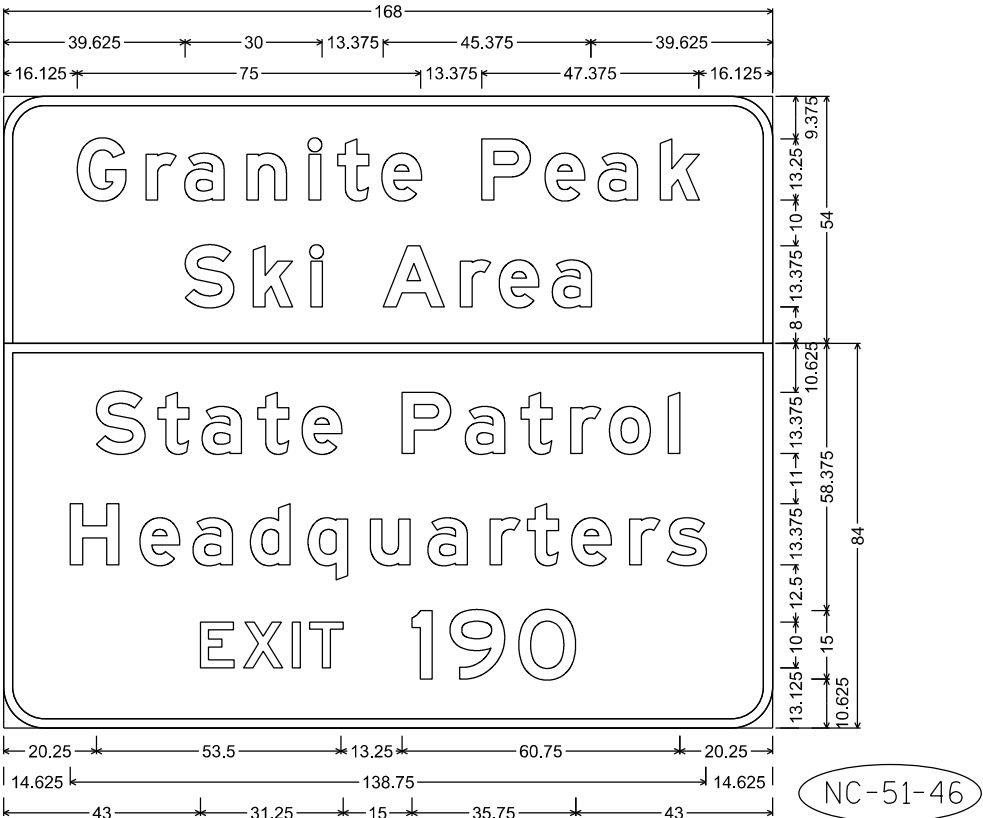 168
39.625 30 13.375 45.375 39.625
16.125 75 13.375 47.375 16.125
Granite Peak
Ski Area
9.375
13.25
10
13.375
8
54
State Patrol
Headquarters
EXIT 190
10.625
13.375
11
13.375
12.5
10
13.125
58.375
15
10.625
84
20.25 53.5 13.25 60.75 20.25
14.625 138.75 14.625
43 31.25 15 35.75 43
NC-51-46